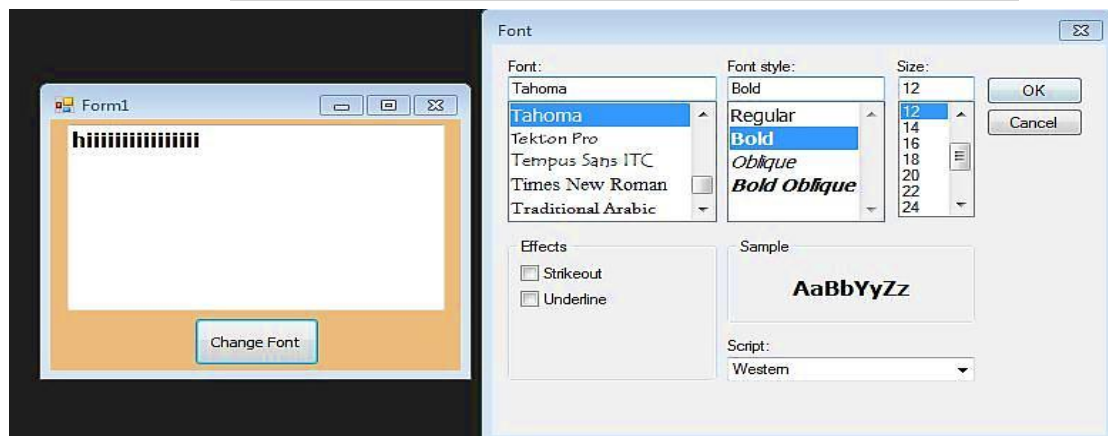 Form1
hiiiiiiiiiiiiiiii
Change Font
Font
Font:
Tahoma
Tahoma
Tekton Pro
Tempus Sans ITC
Times New Roman
Traditional Arabic
Font style:
Bold
Regular
Bold
Oblique
Bold Oblique
Size:
12
12
14
16
18
20
22
24
OK
Cancel
Effects
Strikeout
Underline
Sample
AaBbYyZz
Script:
Western